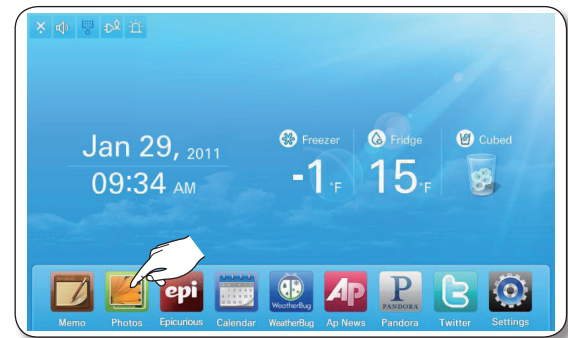 Freezer
Fridge
Cubed
Jan 29, 2011
-1 °F
15 °F
09:34 AM
epi
WeatherBug
AP
P
PANDORA
t
Memo
Photos
Epicurious
Calendar
WeatherBug
Ap News
Pandora
Twitter
Settings